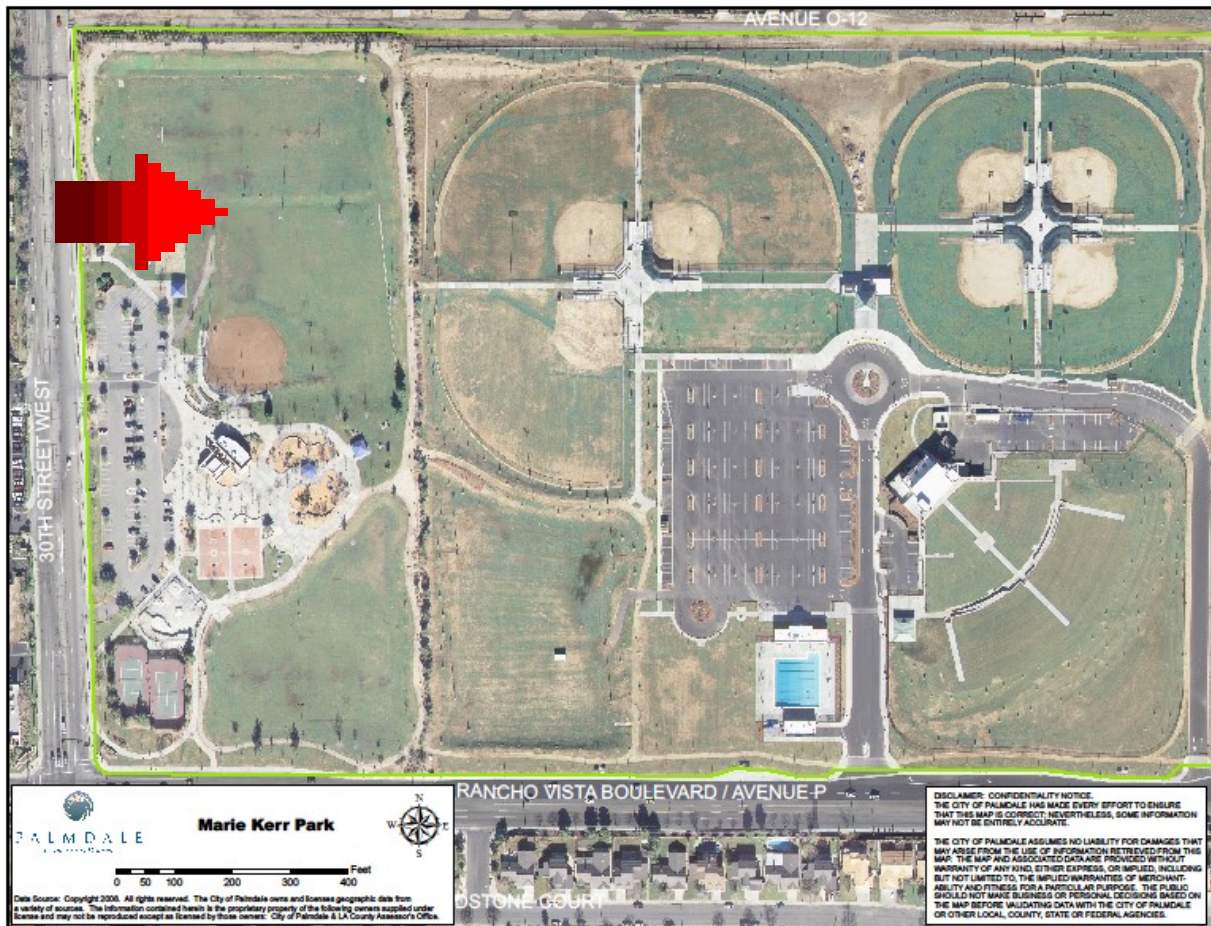 AVENUE O-12
30TH STREET WEST
RANCHO VISTA BOULEVARD / AVENUE P
DSTONE COURT
PALMDALE
Marie Kerr Park
N
W E
S
Feet
0 50 100 200 300 400
Data Source: Copyright 2008. All rights reserved. The City of Palmdale owns and licenses geographic data from
a variety of sources. The information contained herein is the proprietary property of the following owners supplied under
license and may not be reproduced except as licensed by those owners: City of Palmdale & LA County Assessor's Office.
DISCLAIMER: CONFIDENTIALITY NOTICE.
THE CITY OF PALMDALE HAS MADE EVERY EFFORT TO ENSURE
THAT THIS MAP IS CORRECT; NEVERTHELESS, SOME INFORMATION
MAY NOT BE ENTIRELY ACCURATE.
THE CITY OF PALMDALE ASSUMES NO LIABILITY FOR DAMAGES THAT
MAY ARISE FROM THE USE OF INFORMATION RETRIEVED FROM THIS
MAP. THE MAP AND ASSOCIATED DATA ARE PROVIDED WITHOUT
WARRANTY OF ANY KIND, EITHER EXPRESS, OR IMPLIED, INCLUDING
BUT NOT LIMITED TO, THE IMPLIED WARRANTIES OF MERCHANT-
ABILITY AND FITNESS FOR A PARTICULAR PURPOSE. THE PUBLIC
SHOULD NOT MAKE BUSINESS OR PERSONAL DECISIONS BASED ON
THE MAP BEFORE VALIDATING DATA WITH THE CITY OF PALMDALE
OR OTHER LOCAL, COUNTY, STATE OR FEDERAL AGENCIES.